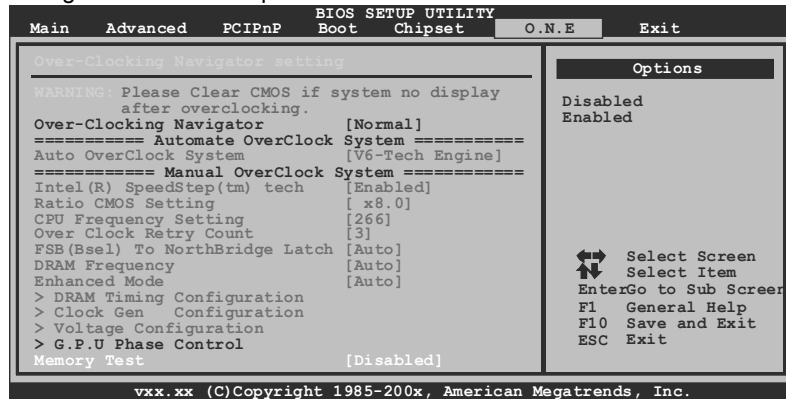 BIOS SETUP UTILITY
Main Advanced PCIPnP Boot Chipset O.N.E Exit
Over-Clocking Navigator setting
WARNING: Please Clear CMOS if system no display
after overclocking.
Over-Clocking Navigator [Normal]
=========== Automate OverClock System ===========
Auto OverClock System [V6-Tech Engine]
============ Manual OverClock System ============
Intel(R) SpeedStep(tm) tech [Enabled]
Ratio CMOS Setting [ x8.0]
CPU Frequency Setting [266]
Over Clock Retry Count [3]
FSB(Bsel) To NorthBridge Latch [Auto]
DRAM Frequency [Auto]
Enhanced Mode [Auto]
> DRAM Timing Configuration
> Clock Gen Configuration
> Voltage Configuration
> G.P.U Phase Control
Memory Test [Disabled]
Options
Disabled
Enabled
Select Screen
Select Item
EnterGo to Sub Screen
F1 General Help
F10 Save and Exit
ESC Exit
vxx.xx (C)Copyright 1985-200x, American Megatrends, Inc.